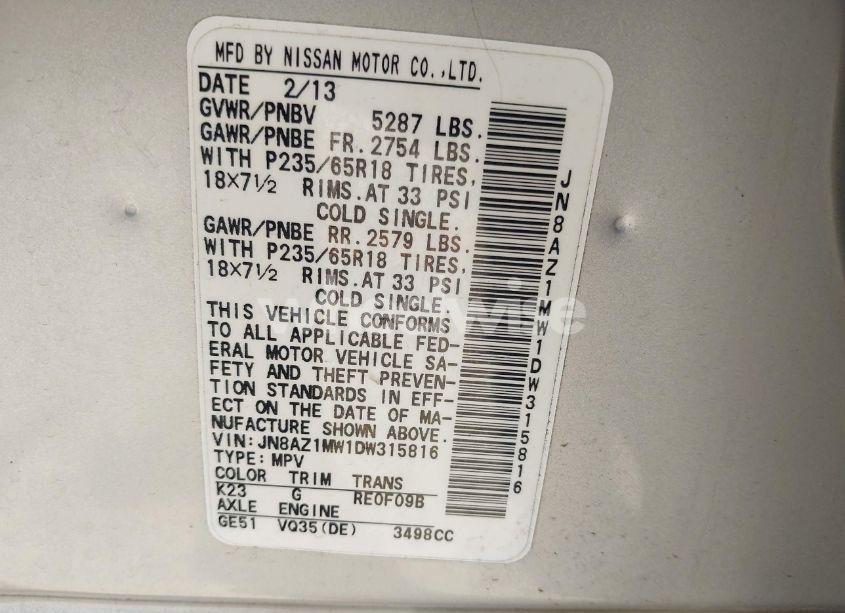 MFD BY NISSAN MOTOR CO.,LTD.
DATE 2/13
GVWR/PNBV 5287 LBS.
GAWR/PNBE FR. 2754 LBS.
WITH P235/65R18 TIRES,
18×7½ RIMS. AT 33 PSI
COLD SINGLE.
GAWR/PNBE RR. 2579 LBS.
WITH P235/65R18 TIRES,
18×7½ RIMS. AT 33 PSI
COLD SINGLE.
THIS VEHICLE CONFORMS
TO ALL APPLICABLE FED-
ERAL MOTOR VEHICLE SA-
FETY AND THEFT PREVEN-
TION STANDARDS IN EFF-
ECT ON THE DATE OF MA-
NUFACTURE SHOWN ABOVE.
VIN:JN8AZ1MW1DW315816
TYPE:MPV
COLOR TRIM TRANS
K23 G RE0F09B
AXLE ENGINE
GE51 VQ35(DE) 3498CC
JN8AZ1MW1DW315816